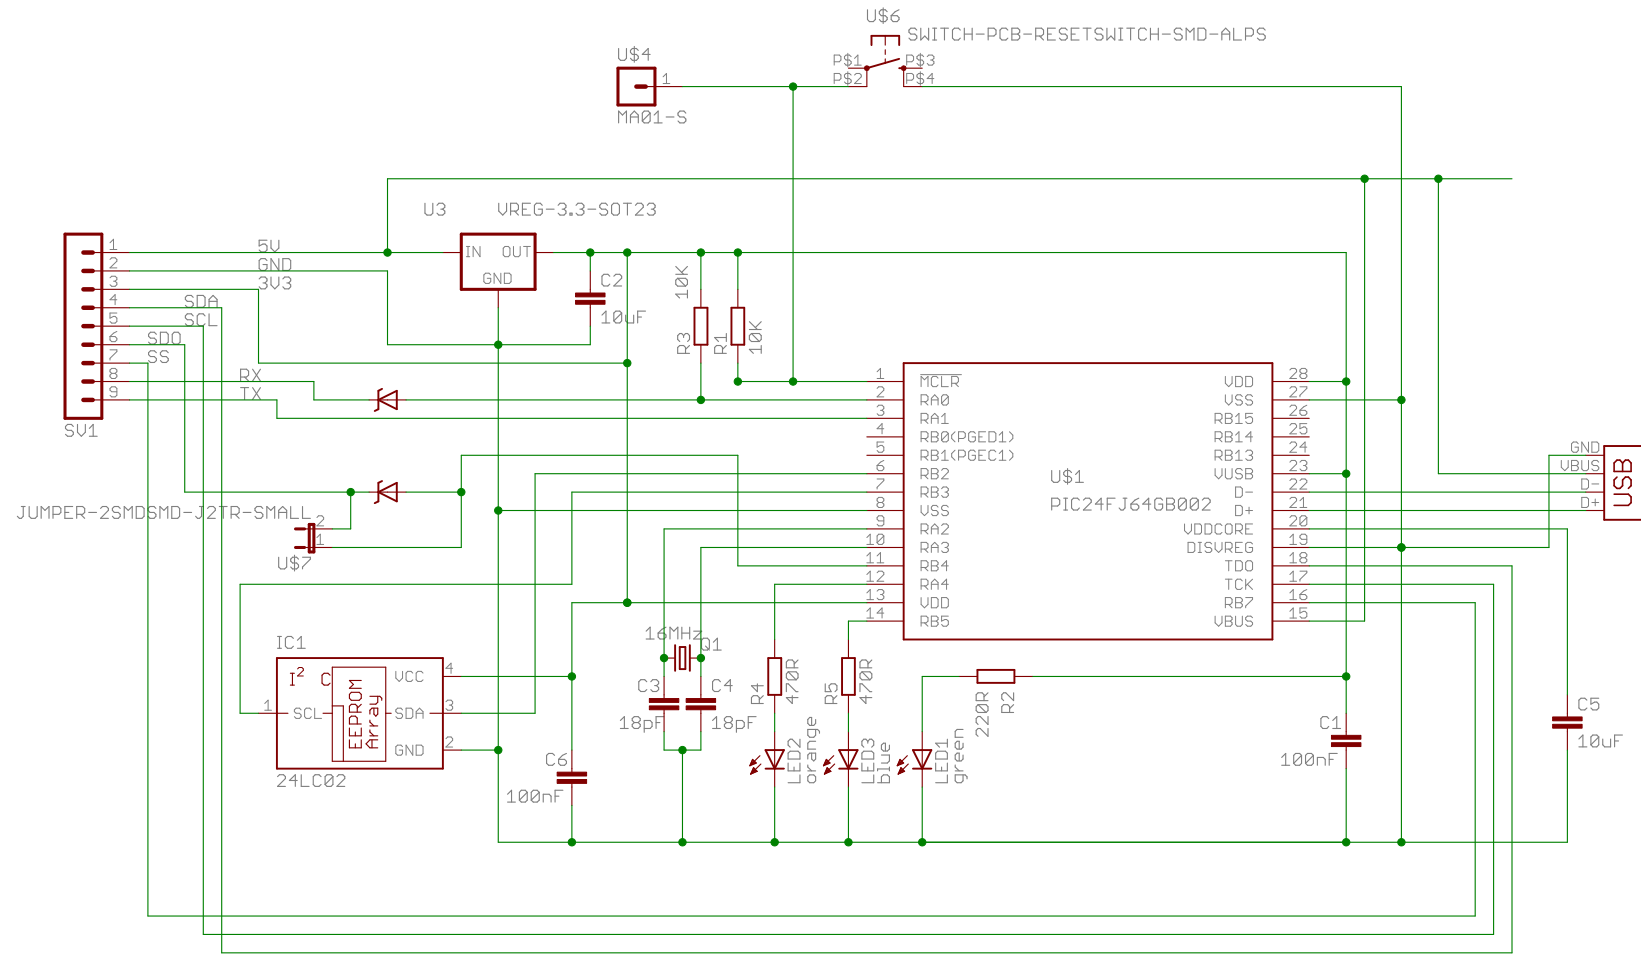 U$6
SWITCH-PCB-RESETSWITCH-SMD-ALPS
P$1
P$3
P$2
P$4
U$4
1
MA01-S
U3
VREG-3.3-SOT23
IN
OUT
GND
C2
10uF
10K
R3
R1
10K
1
5V
2
GND
3
3V3
4
SDA
5
SCL
6
SDO
7
SS
8
RX
9
TX
SV1
JUMPER-2SMDSMD-J2TR-SMALL
2
1
U$7
1
MCLR
2
RA0
3
RA1
4
RB0(PGED1)
5
RB1(PGEC1)
6
RB2
7
RB3
8
VSS
9
RA2
10
RA3
11
RB4
12
RA4
13
VDD
14
RB5
U$1
PIC24FJ64GB002
VDD
28
VSS
27
RB15
26
RB14
25
RB13
24
VUSB
23
D-
22
D+
21
VDDCORE
20
DISVREG
19
TDO
18
TCK
17
RB7
16
VBUS
15
GND
VBUS
D-
D+
USB
IC1
I² C
EEPROM
Array
VCC
4
1
SCL
SDA
3
GND
2
24LC02
C6
100nF
16MHz
Q1
C3
18pF
C4
18pF
R4
470R
LED2
orange
R5
470R
LED3
blue
220R
R2
LED1
green
C1
100nF
C5
10uF